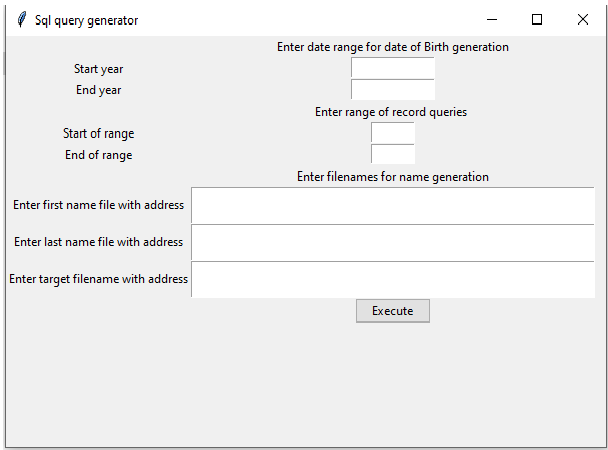 Sql query generator
Enter date range for date of Birth generation
Start year
End year
Enter range of record queries
Start of range
End of range
Enter filenames for name generation
Enter first name file with address
Enter last name file with address
Enter target filename with address
Execute